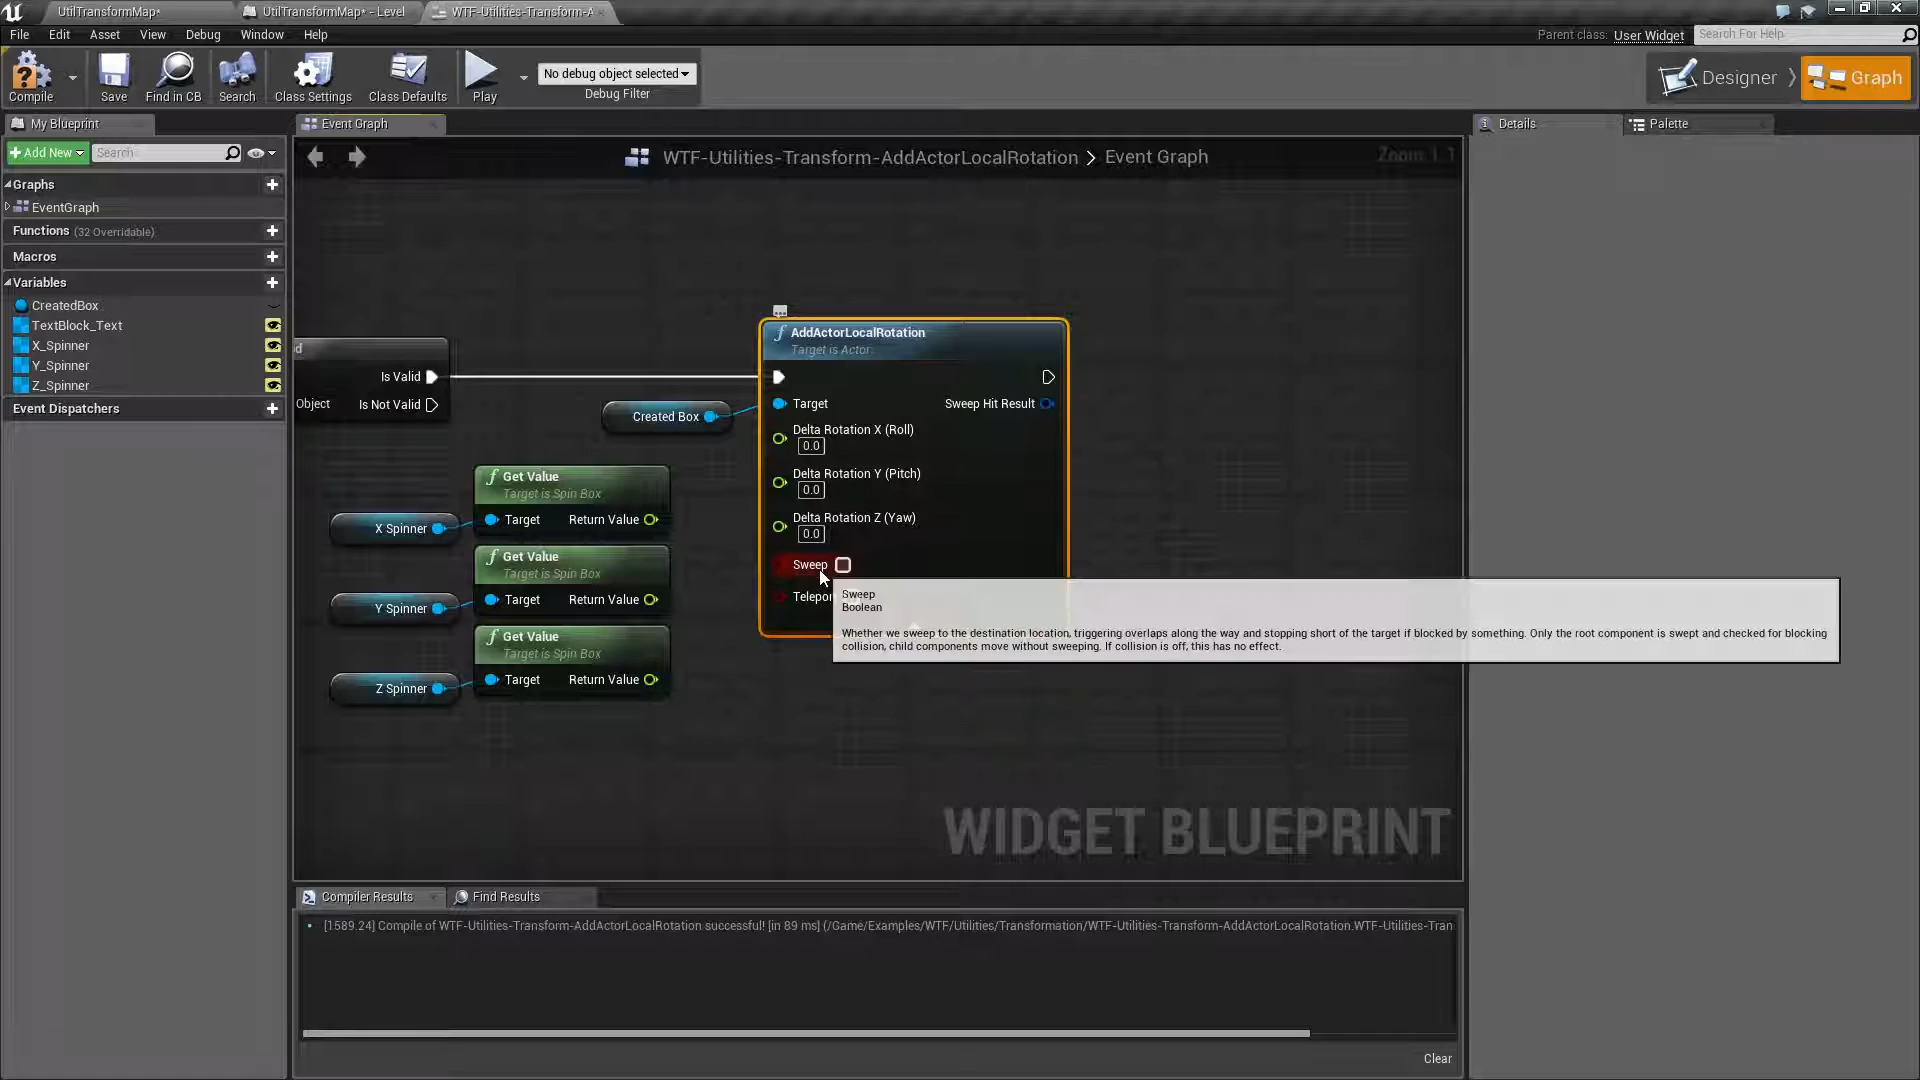 UtilTransformMap*
UtilTransformMap* - Level
WTF-Utilities-Transform-A
File Edit Asset View Debug Window Help
Parent class: User Widget
Search For Help
Compile
Save
Find in CB
Search
Class Settings
Class Defaults
Play
No debug object selected
Debug Filter
Designer
Graph
My Blueprint
Event Graph
Details
Palette
Add New
Search
WTF-Utilities-Transform-AddActorLocalRotation > Event Graph
Zoom 1:1
Graphs
EventGraph
Functions (32 Overridable)
Macros
Variables
CreatedBox
TextBlock_Text
X_Spinner
Y_Spinner
Z_Spinner
Event Dispatchers
d
Is Valid
Object
Is Not Valid
Created Box
AddActorLocalRotation
Target is Actor
Target
Sweep Hit Result
Delta Rotation X (Roll)
0.0
Delta Rotation Y (Pitch)
0.0
Delta Rotation Z (Yaw)
0.0
Sweep
Telepor
Get Value
Target is Spin Box
X Spinner
Target
Return Value
Get Value
Target is Spin Box
Y Spinner
Target
Return Value
Get Value
Target is Spin Box
Z Spinner
Target
Return Value
Sweep
Boolean
Whether we sweep to the destination location, triggering overlaps along the way and stopping short of the target if blocked by something. Only the root component is swept and checked for blocking
collision, child components move without sweeping. If collision is off, this has no effect.
WIDGET BLUEPRINT
Compiler Results
Find Results
[1589.24] Compile of WTF-Utilities-Transform-AddActorLocalRotation successful! [in 89 ms] (/Game/Examples/WTF/Utilities/Transformation/WTF-Utilities-Transform-AddActorLocalRotation.WTF-Utilities-Tran
Clear